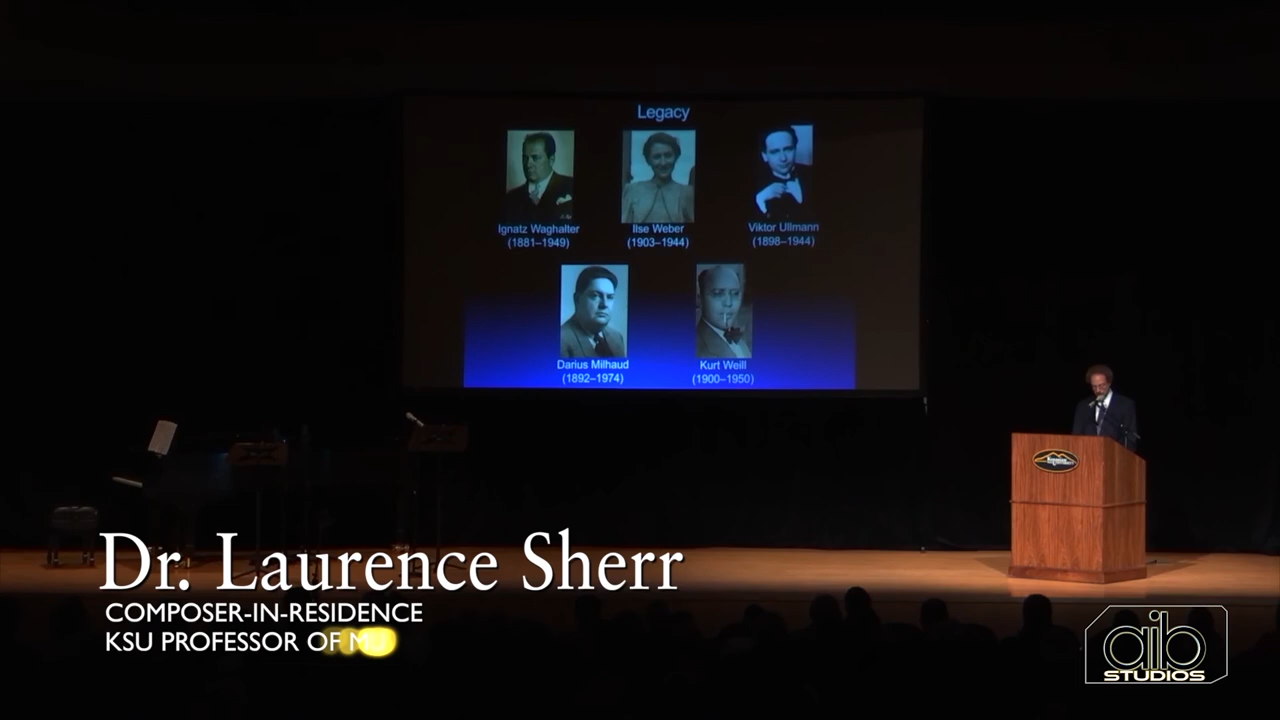 Legacy
Ignatz Waghalter
(1881–1949)
Ilse Weber
(1903–1944)
Viktor Ullmann
(1898–1944)
Darius Milhaud
(1892–1974)
Kurt Weill
(1900–1950)
Dr. Laurence Sherr
COMPOSER-IN-RESIDENCE
KSU PROFESSOR OF
aib
STUDIOS